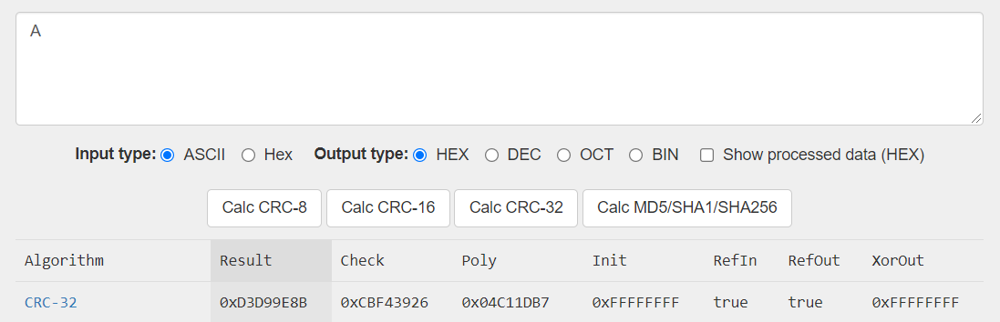 A
Input type: ASCII Hex Output type: HEX DEC OCT BIN Show processed data (HEX)
Calc CRC-8 Calc CRC-16 Calc CRC-32 Calc MD5/SHA1/SHA256
Algorithm Result Check Poly Init RefIn RefOut XorOut
CRC-32 0xD3D99E8B 0xCBF43926 0x04C11DB7 0xFFFFFFFF true true 0xFFFFFFFF